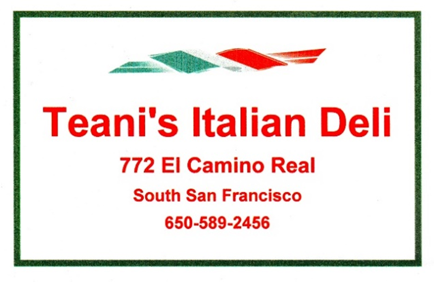 Teani's Italian Deli
772 El Camino Real
South San Francisco
650-589-2456